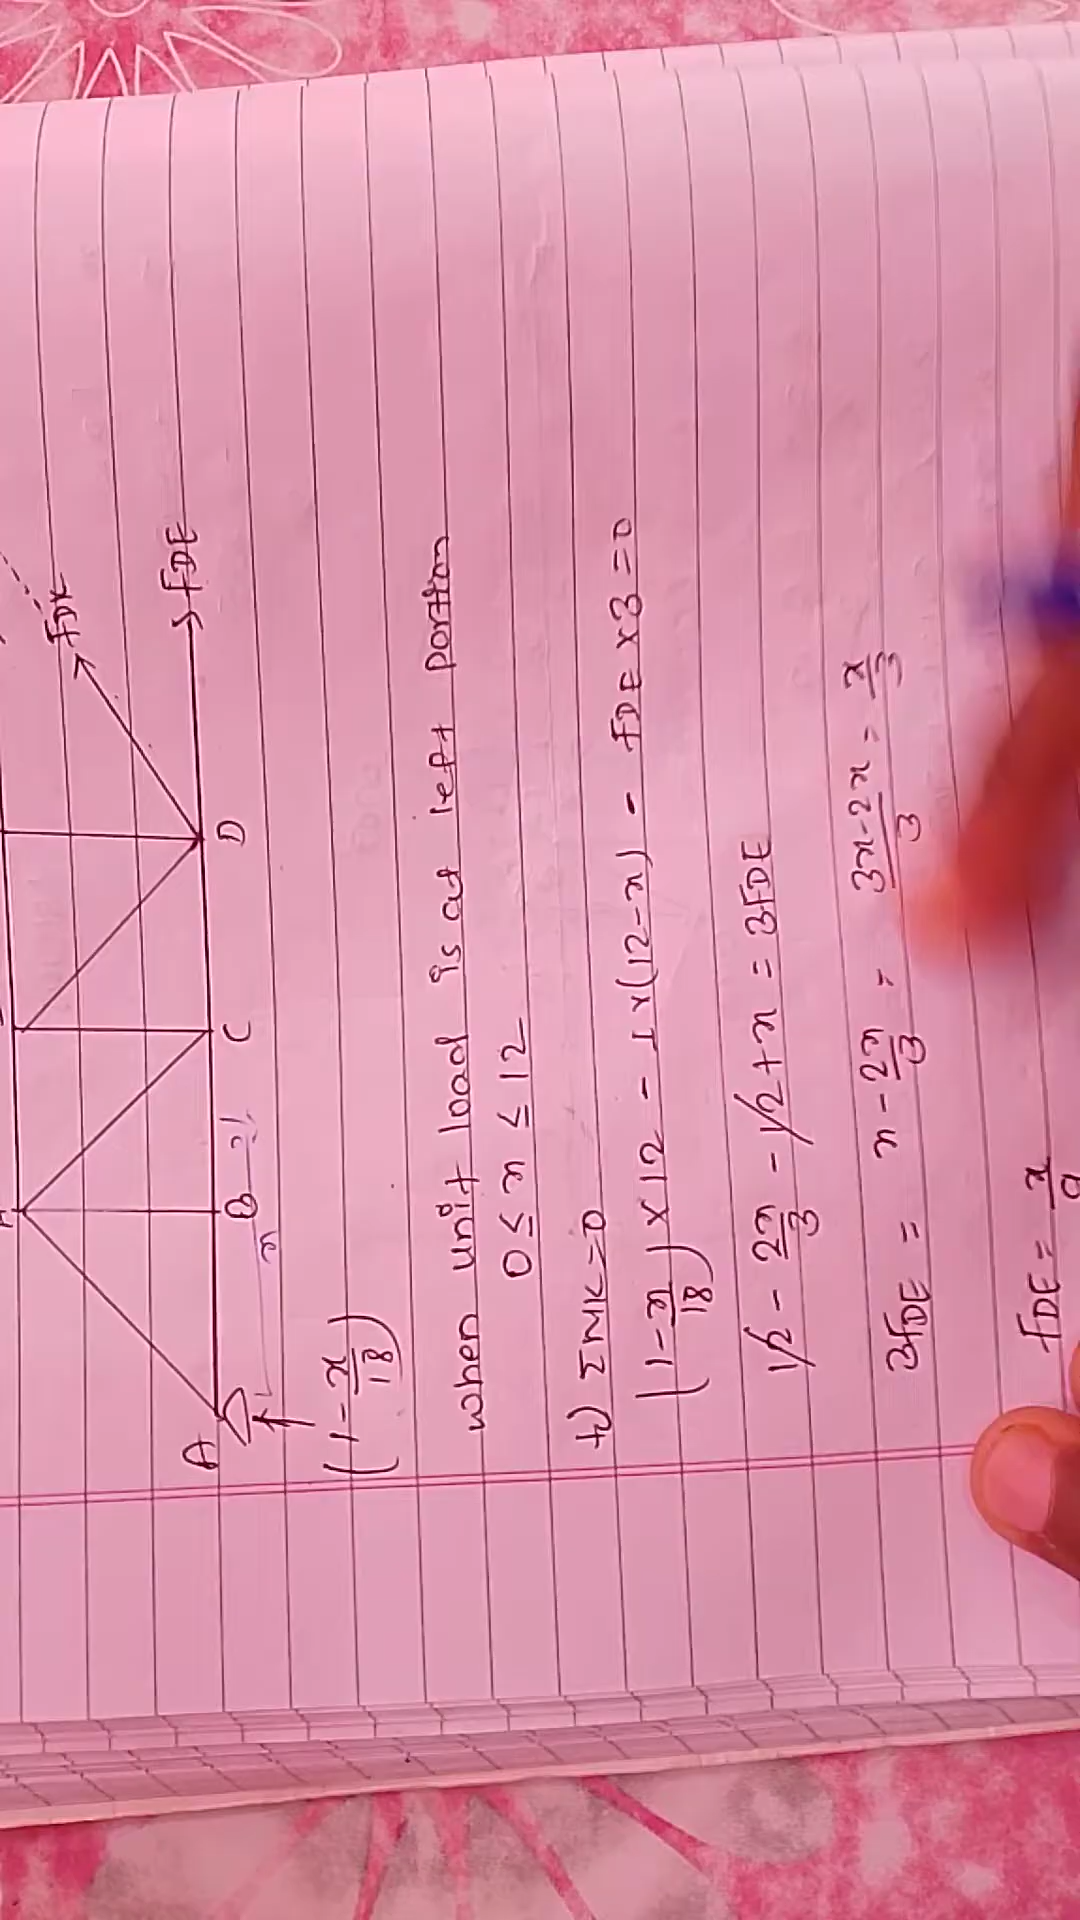 FDK
FDE
A
B
C
D
x
(1 - x/18)
when unit load is at left portion
0 ≤ x ≤ 12
+↻ ΣMK = 0
(1 - x/18) × 12 - 1 × (12 - x) - FDE × 3 = 0
12 - 2x/3 - 12 + x = 3FDE
3FDE = x - 2x/3 = 3x - 2x/3 = x/3
FDE = x/9